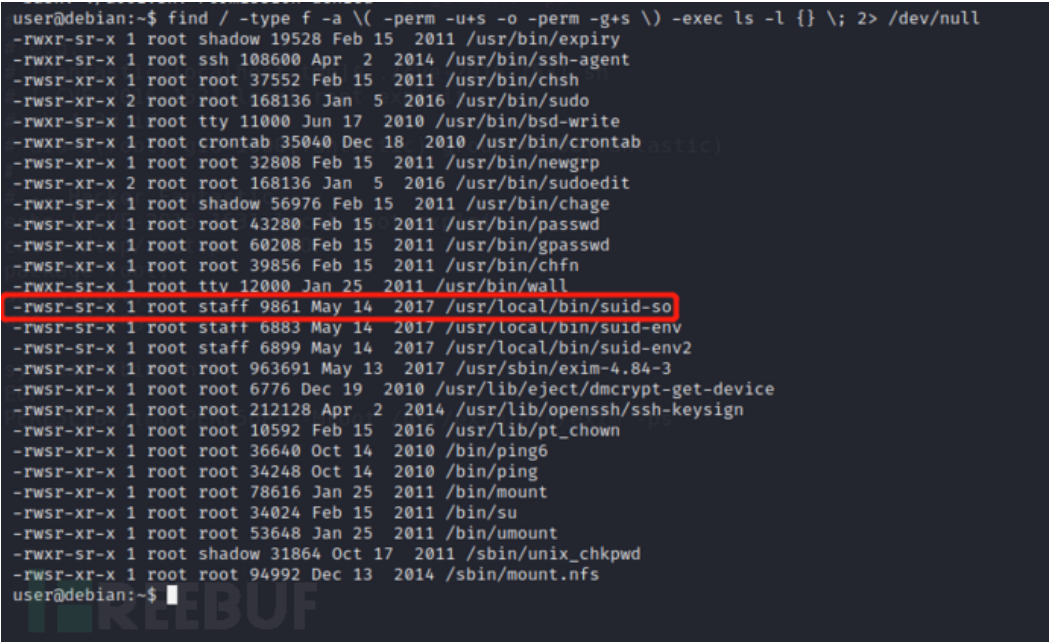 user@debian:~$ find / -type f -a \( -perm -u+s -o -perm -g+s \) -exec ls -l {} \; 2> /dev/null
-rwxr-sr-x 1 root shadow 19528 Feb 15  2011 /usr/bin/expiry
-rwxr-sr-x 1 root ssh 108600 Apr  2  2014 /usr/bin/ssh-agent
-rwsr-xr-x 1 root root 37552 Feb 15  2011 /usr/bin/chsh
-rwsr-xr-x 2 root root 168136 Jan  5  2016 /usr/bin/sudo
-rwxr-sr-x 1 root tty 11000 Jun 17  2010 /usr/bin/bsd-write
-rwxr-sr-x 1 root crontab 35040 Dec 18  2010 /usr/bin/crontab
-rwsr-xr-x 1 root root 32808 Feb 15  2011 /usr/bin/newgrp
-rwsr-xr-x 2 root root 168136 Jan  5  2016 /usr/bin/sudoedit
-rwxr-sr-x 1 root shadow 56976 Feb 15  2011 /usr/bin/chage
-rwsr-xr-x 1 root root 43280 Feb 15  2011 /usr/bin/passwd
-rwsr-xr-x 1 root root 60208 Feb 15  2011 /usr/bin/gpasswd
-rwsr-xr-x 1 root root 39856 Feb 15  2011 /usr/bin/chfn
-rwxr-sr-x 1 root tty 12000 Jan 25  2011 /usr/bin/wall
-rwsr-sr-x 1 root staff 9861 May 14  2017 /usr/local/bin/suid-so
-rwsr-sr-x 1 root staff 6883 May 14  2017 /usr/local/bin/suid-env
-rwsr-sr-x 1 root staff 6899 May 14  2017 /usr/local/bin/suid-env2
-rwsr-xr-x 1 root root 963691 May 13  2017 /usr/sbin/exim-4.84-3
-rwsr-xr-x 1 root root 6776 Dec 19  2010 /usr/lib/eject/dmcrypt-get-device
-rwsr-xr-x 1 root root 212128 Apr  2  2014 /usr/lib/openssh/ssh-keysign
-rwsr-xr-x 1 root root 10592 Feb 15  2016 /usr/lib/pt_chown
-rwsr-xr-x 1 root root 36640 Oct 14  2010 /bin/ping6
-rwsr-xr-x 1 root root 34248 Oct 14  2010 /bin/ping
-rwsr-xr-x 1 root root 78616 Jan 25  2011 /bin/mount
-rwsr-xr-x 1 root root 34024 Feb 15  2011 /bin/su
-rwsr-xr-x 1 root root 53648 Jan 25  2011 /bin/umount
-rwxr-sr-x 1 root shadow 31864 Oct 17  2011 /sbin/unix_chkpwd
-rwsr-xr-x 1 root root 94992 Dec 13  2014 /sbin/mount.nfs
user@debian:~$
REEBUF